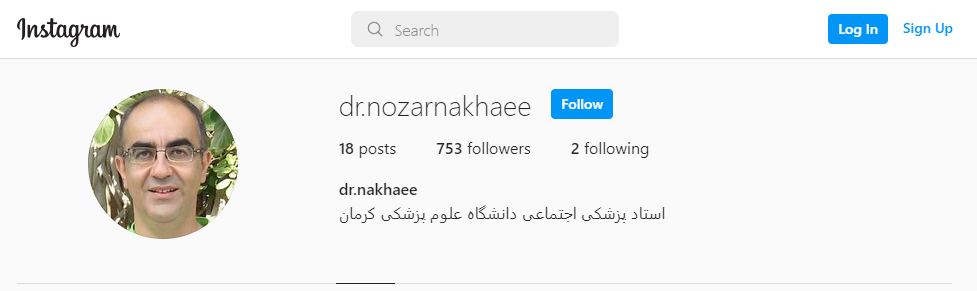 Instagram
Search
Log In
Sign Up
dr.nozarnakhaee
Follow
18 posts 753 followers 2 following
dr.nakhaee
استاد پزشکی اجتماعی دانشگاه علوم پزشکی کرمان